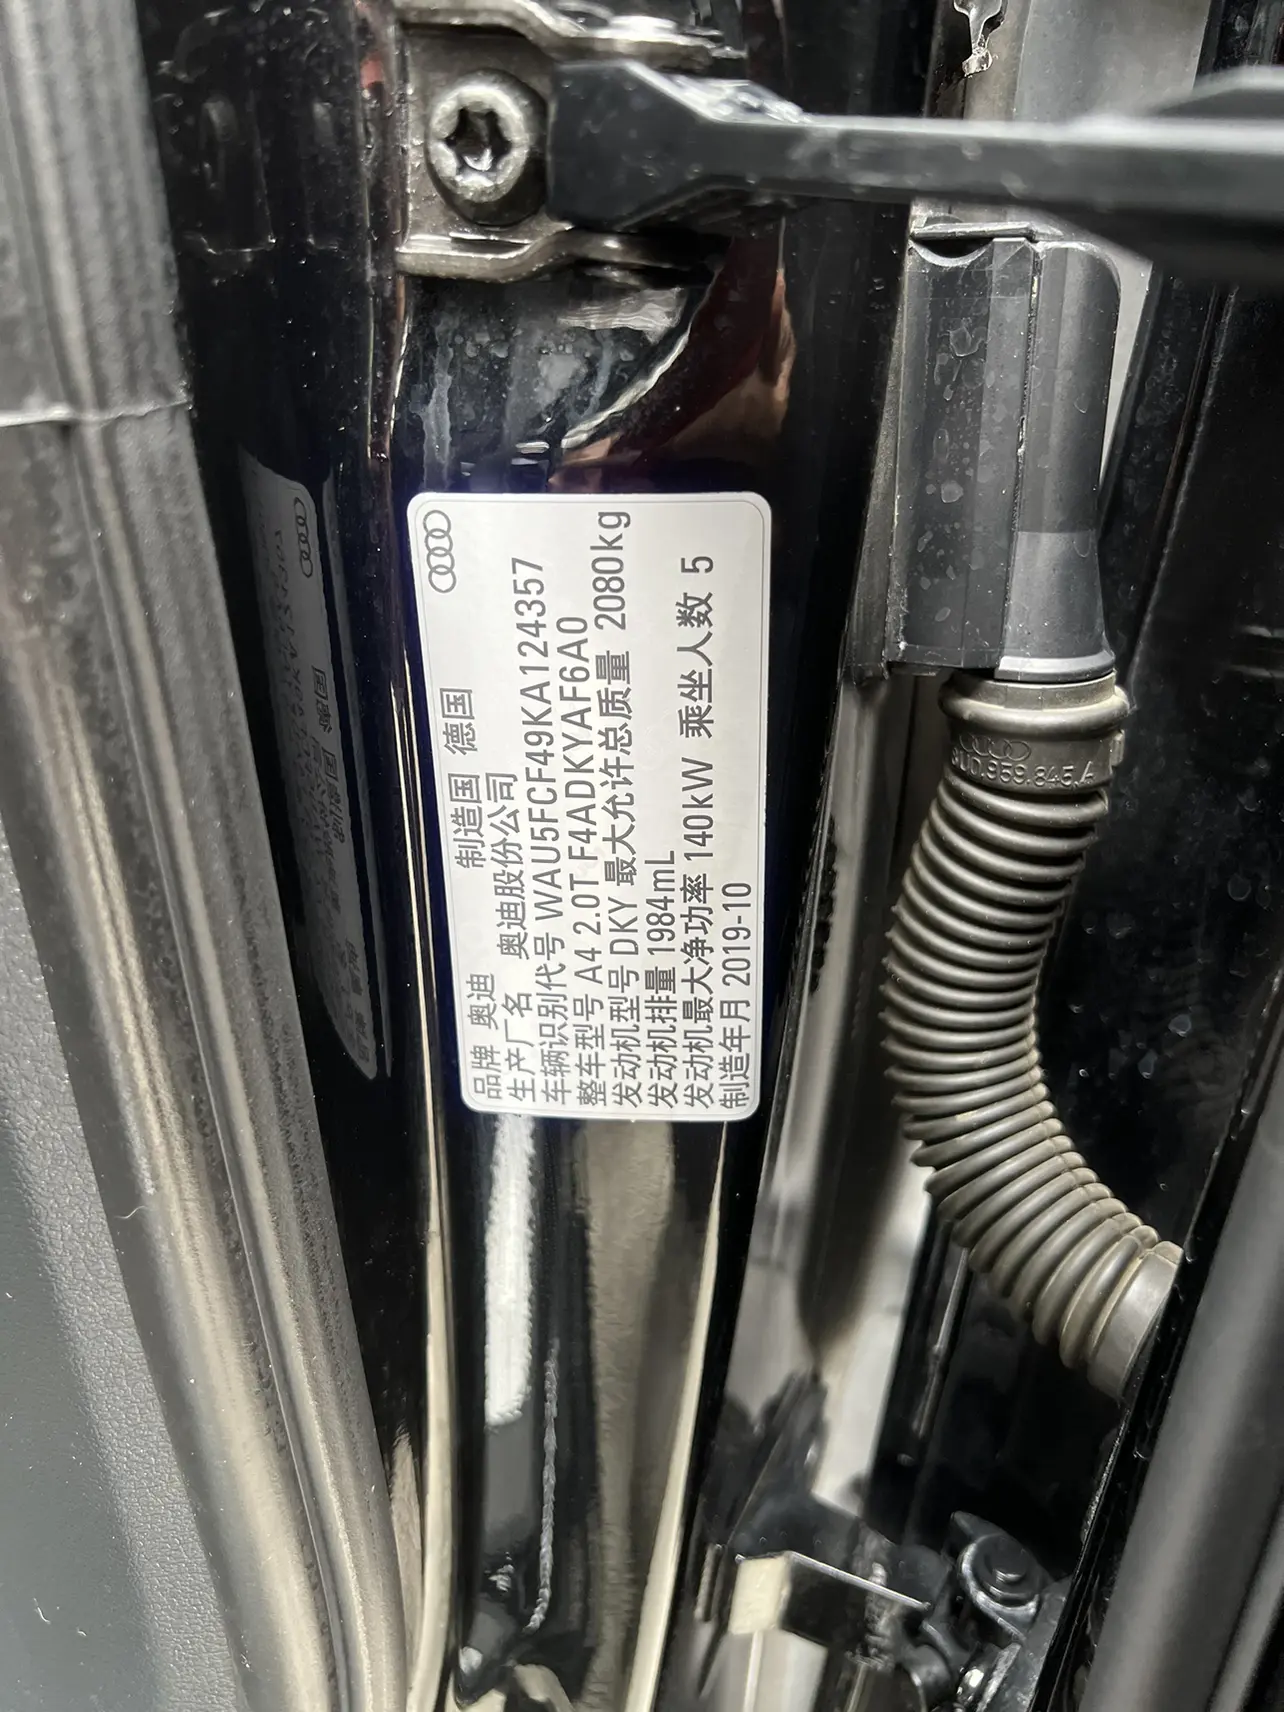 品牌 奥迪 制造国 德国
生产厂名 奥迪股份公司
车辆识别代号 WAU5FCF49KA124357
整车型号 A4 2.0T F4ADKYAF6A0
发动机型号 DKY 最大允许总质量 2080kg
发动机排量 1984mL
发动机最大净功率 140kW 乘坐人数 5
制造年月 2019-10
959.845.A